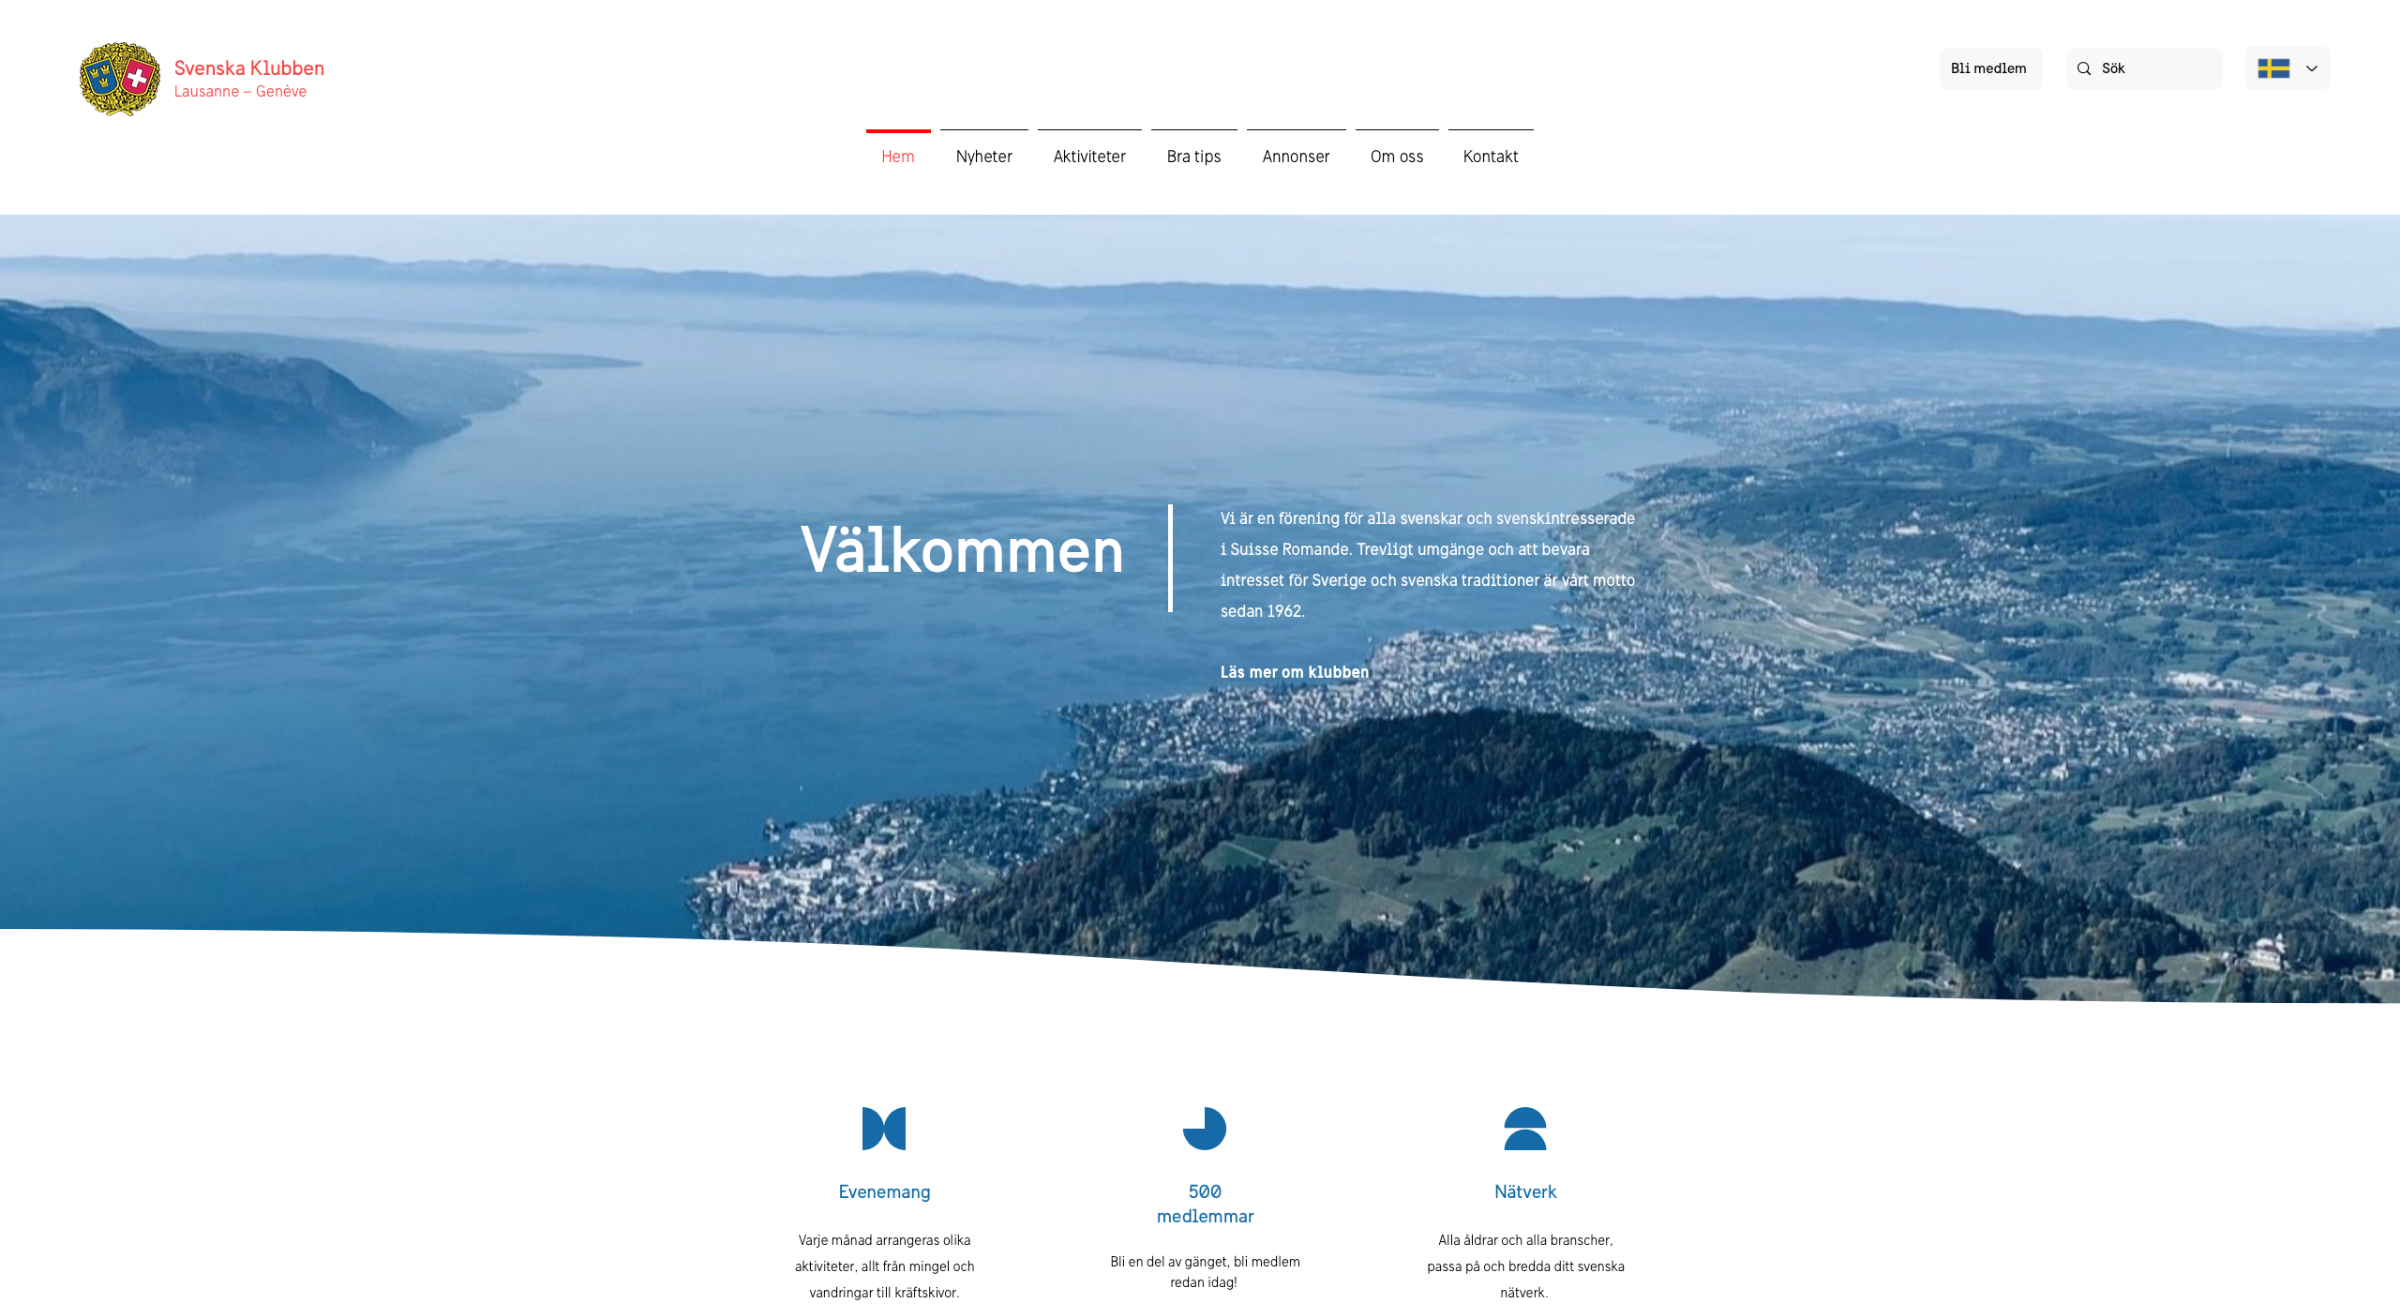 Svenska Klubben
Lausanne – Genève
Bli medlem
Sök
Hem
Nyheter
Aktiviteter
Bra tips
Annonser
Om oss
Kontakt
Välkommen
Vi är en förening för alla svenskar och svenskintresserade
i Suisse Romande. Trevligt umgänge och att bevara
intresset för Sverige och svenska traditioner är vårt motto
sedan 1962.
Läs mer om klubben
Evenemang
Varje månad arrangeras olika
aktiviteter, allt från mingel och
vandringar till kräftskivor.
500
medlemmar
Bli en del av gänget, bli medlem
redan idag!
Nätverk
Alla åldrar och alla branscher,
passa på och bredda ditt svenska
nätverk.